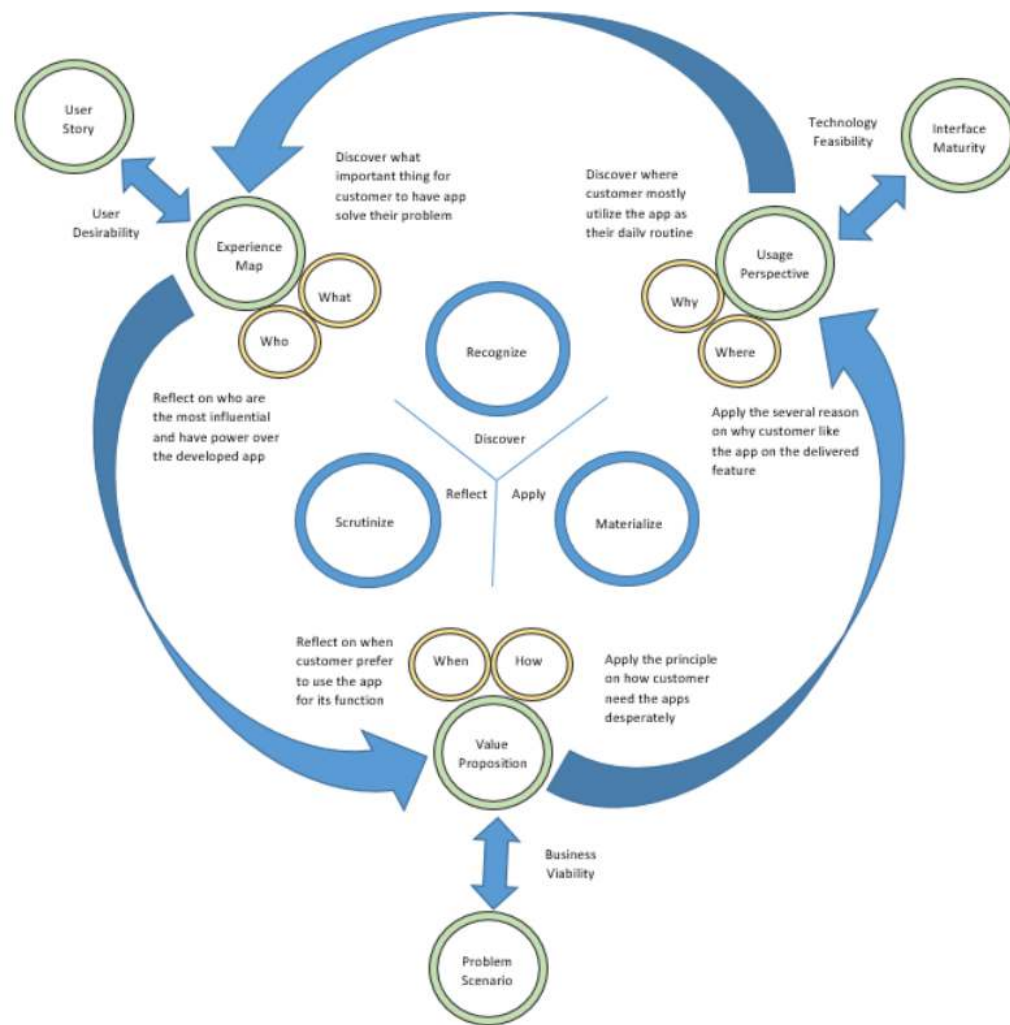 User
Story
Technology
Feasibility
Interface
Maturity
Discover what
important thing for
customer to have app
solve their problem
Discover where
customer mostly
utilize the app as
their daily routine
User
Desirability
Experience
Map
What
Who
Usage
Perspective
Why
Where
Recognize
Reflect on who are
the most influential
and have power over
the developed app
Apply the several reason
on why customer like
the app on the delivered
feature
Discover
Reflect
Apply
Scrutinize
Materialize
Reflect on when
customer prefer
to use the app
for its function
When
How
Apply the principle
on how customer
need the apps
desperately
Value
Proposition
Business
Viability
Problem
Scenario